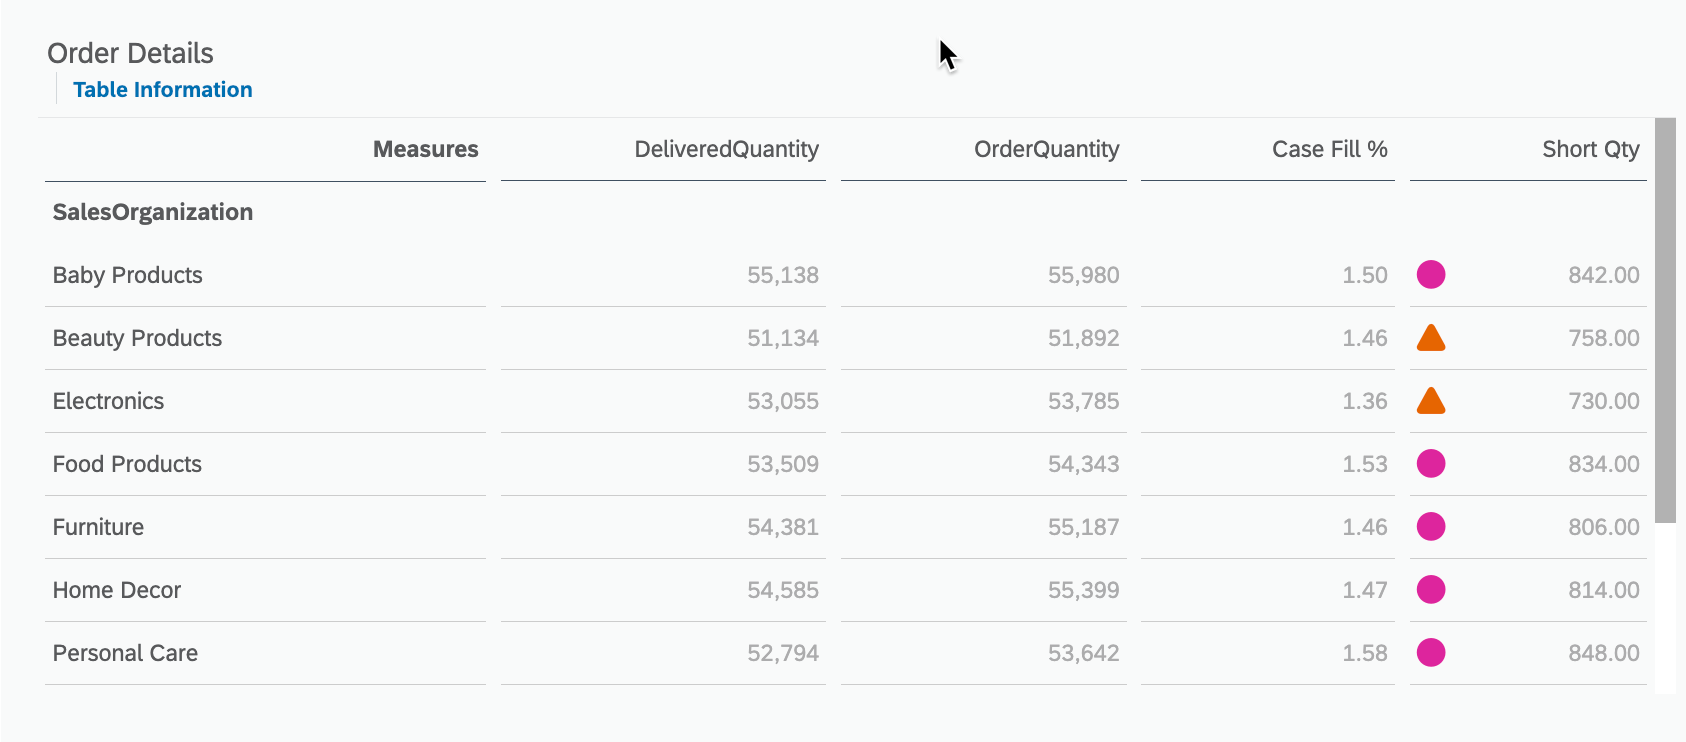 Order Details
Table Information
Measures DeliveredQuantity OrderQuantity Case Fill % Short Qty
SalesOrganization
Baby Products 55,138 55,980 1.50 842.00
Beauty Products 51,134 51,892 1.46 758.00
Electronics 53,055 53,785 1.36 730.00
Food Products 53,509 54,343 1.53 834.00
Furniture 54,381 55,187 1.46 806.00
Home Decor 54,585 55,399 1.47 814.00
Personal Care 52,794 53,642 1.58 848.00